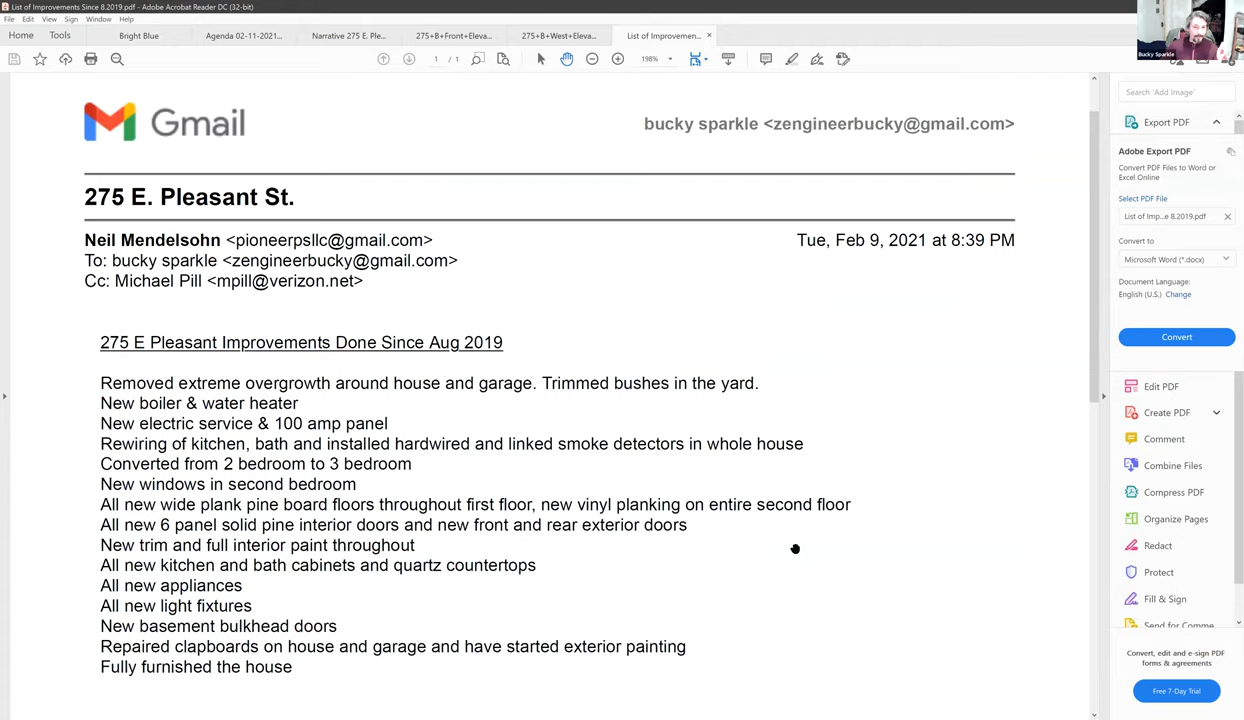 List of Improvements Since 8.2019.pdf - Adobe Acrobat Reader DC (32-bit)
File Edit View Sign Window Help
Home Tools Bright Blue Agenda 02-11-2021... Narrative 275 E. Ple... 275+B+Front+Eleva... 275+B+West+Eleva... List of Improvemen... ×
1 / 1 198%
Bucky Sparkle
Gmail
bucky sparkle <zengineerbucky@gmail.com>
275 E. Pleasant St.
Neil Mendelsohn <pioneerpsllc@gmail.com> Tue, Feb 9, 2021 at 8:39 PM
To: bucky sparkle <zengineerbucky@gmail.com>
Cc: Michael Pill <mpill@verizon.net>
275 E Pleasant Improvements Done Since Aug 2019
Removed extreme overgrowth around house and garage. Trimmed bushes in the yard.
New boiler & water heater
New electric service & 100 amp panel
Rewiring of kitchen, bath and installed hardwired and linked smoke detectors in whole house
Converted from 2 bedroom to 3 bedroom
New windows in second bedroom
All new wide plank pine board floors throughout first floor, new vinyl planking on entire second floor
All new 6 panel solid pine interior doors and new front and rear exterior doors
New trim and full interior paint throughout
All new kitchen and bath cabinets and quartz countertops
All new appliances
All new light fixtures
New basement bulkhead doors
Repaired clapboards on house and garage and have started exterior painting
Fully furnished the house
Search 'Add Image'
Export PDF
Adobe Export PDF
Convert PDF Files to Word or
Excel Online
Select PDF File
List of Imp...e 8.2019.pdf ×
Convert to
Microsoft Word (*.docx)
Document Language:
English (U.S.) Change
Convert
Edit PDF
Create PDF
Comment
Combine Files
Compress PDF
Organize Pages
Redact
Protect
Fill & Sign
Send for Comme
Convert, edit and e-sign PDF
forms & agreements
Free 7-Day Trial